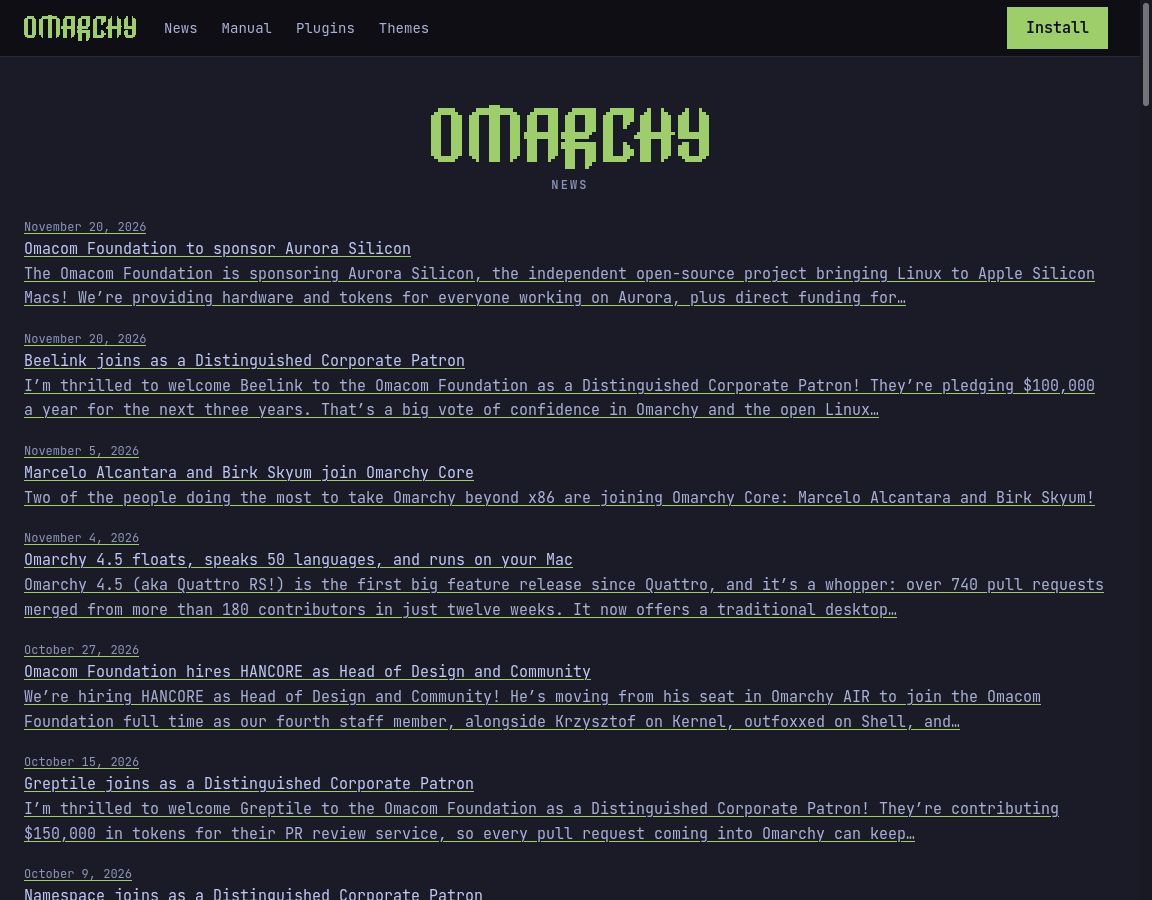 OMARCHY News Manual Plugins Themes Install
OMARCHY
NEWS
November 20, 2026
Omacom Foundation to sponsor Aurora Silicon
The Omacom Foundation is sponsoring Aurora Silicon, the independent open-source project bringing Linux to Apple Silicon
Macs! We’re providing hardware and tokens for everyone working on Aurora, plus direct funding for…
November 20, 2026
Beelink joins as a Distinguished Corporate Patron
I’m thrilled to welcome Beelink to the Omacom Foundation as a Distinguished Corporate Patron! They’re pledging $100,000
a year for the next three years. That’s a big vote of confidence in Omarchy and the open Linux…
November 5, 2026
Marcelo Alcantara and Birk Skyum join Omarchy Core
Two of the people doing the most to take Omarchy beyond x86 are joining Omarchy Core: Marcelo Alcantara and Birk Skyum!
November 4, 2026
Omarchy 4.5 floats, speaks 50 languages, and runs on your Mac
Omarchy 4.5 (aka Quattro RS!) is the first big feature release since Quattro, and it’s a whopper: over 740 pull requests
merged from more than 180 contributors in just twelve weeks. It now offers a traditional desktop…
October 27, 2026
Omacom Foundation hires HANCORE as Head of Design and Community
We’re hiring HANCORE as Head of Design and Community! He’s moving from his seat in Omarchy AIR to join the Omacom
Foundation full time as our fourth staff member, alongside Krzysztof on Kernel, outfoxxed on Shell, and…
October 15, 2026
Greptile joins as a Distinguished Corporate Patron
I’m thrilled to welcome Greptile to the Omacom Foundation as a Distinguished Corporate Patron! They’re contributing
$150,000 in tokens for their PR review service, so every pull request coming into Omarchy can keep…
October 9, 2026
Namespace joins as a Distinguished Corporate Patron